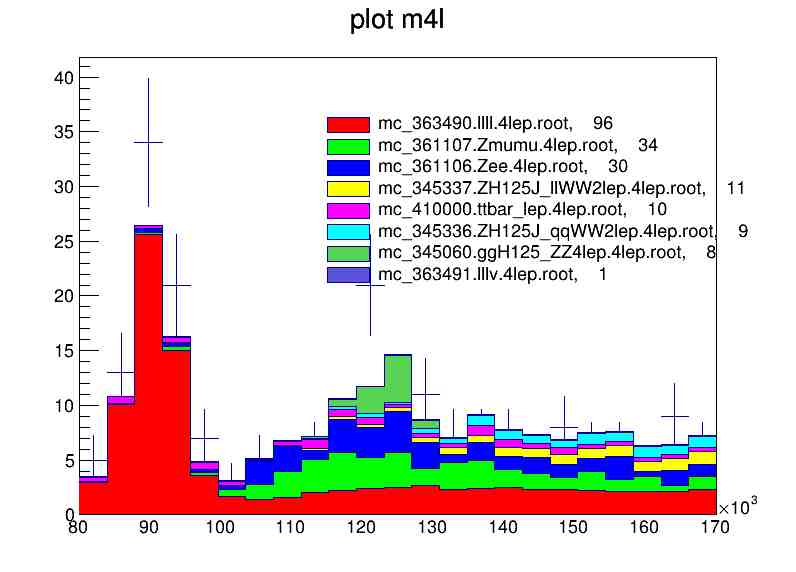 plot m4l
mc_363490.llll.4lep.root, 96
mc_361107.Zmumu.4lep.root, 34
mc_361106.Zee.4lep.root, 30
mc_345337.ZH125J_llWW2lep.4lep.root, 11
mc_410000.ttbar_lep.4lep.root, 10
mc_345336.ZH125J_qqWW2lep.4lep.root, 9
mc_345060.ggH125_ZZ4lep.4lep.root, 8
mc_363491.lllv.4lep.root, 1
40
35
30
25
20
15
10
5
0
80 90 100 110 120 130 140 150 160 170
×10³